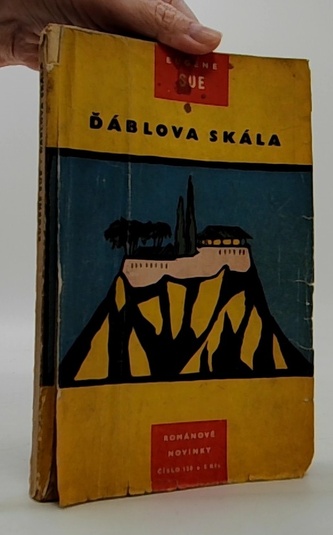 SUE
ĎÁBLOVA SKÁLA
ROMÁNOVÉ
NOVINKY
ČÍSLO